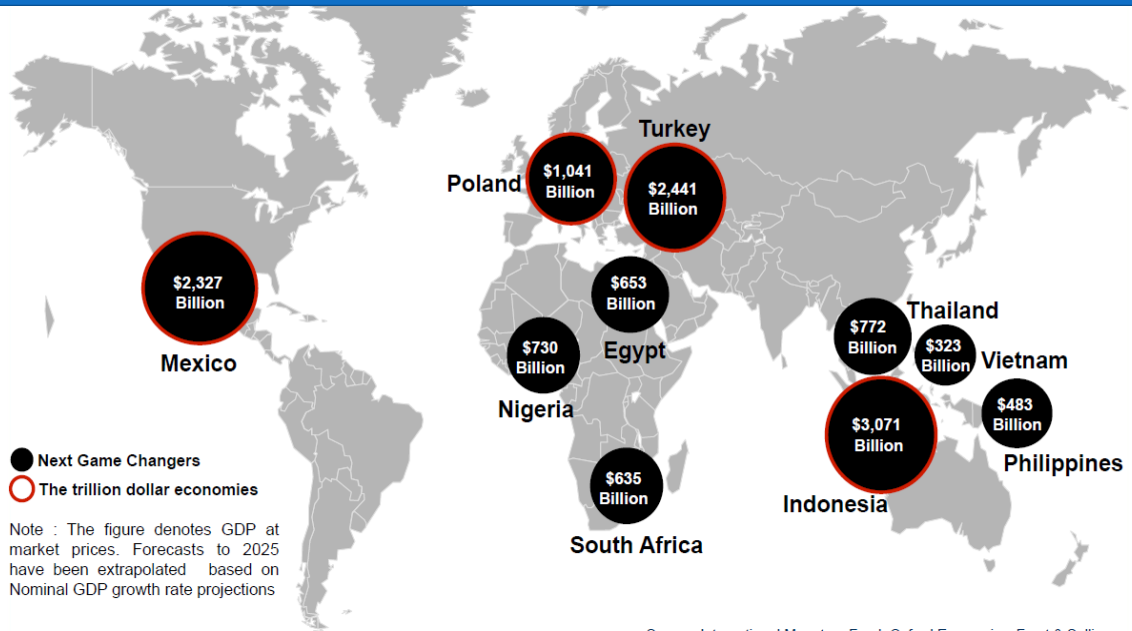 Turkey
$1,041
Billion
Poland
$2,441
Billion
$2,327
Billion
Mexico
$653
Billion
Egypt
$730
Billion
Nigeria
$635
Billion
South Africa
Thailand
$772
Billion
$323
Billion
Vietnam
$483
Billion
Philippines
$3,071
Billion
Indonesia
Next Game Changers
The trillion dollar economies
Note : The figure denotes GDP at
market prices. Forecasts to 2025
have been extrapolated based on
Nominal GDP growth rate projections